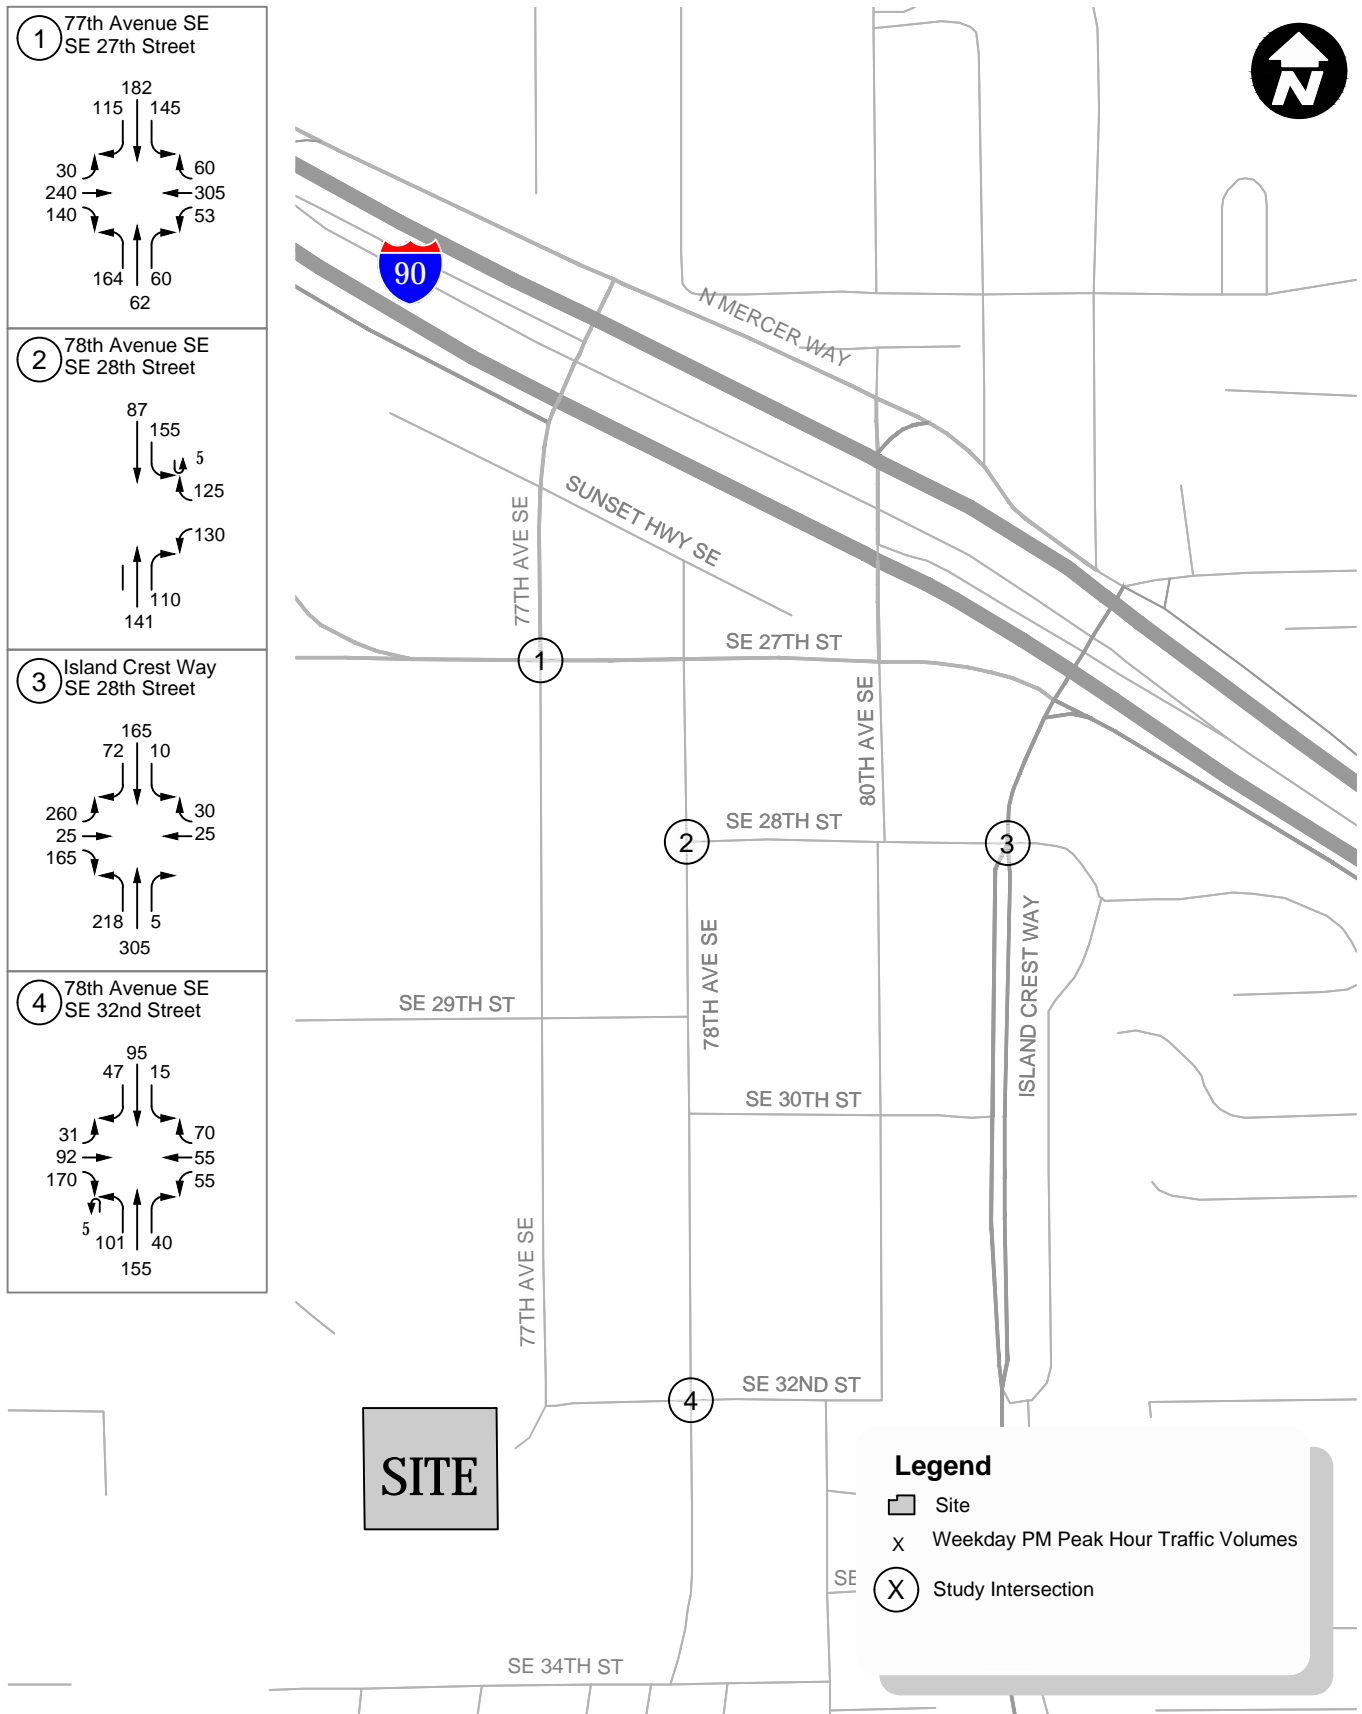 1
77th Avenue SE
SE 27th Street
182
115 145
30 60
240 305
140 53
164 60
62
2
78th Avenue SE
SE 28th Street
87
155
5
125
130
110
141
3
Island Crest Way
SE 28th Street
165
72 10
260 30
25 25
165
218 5
305
4
78th Avenue SE
SE 32nd Street
95
47 15
31 70
92 55
170 55
5
101 40
155
N
90
N MERCER WAY
SUNSET HWY SE
77TH AVE SE
SE 27TH ST
1
80TH AVE SE
SE 28TH ST
2
3
ISLAND CREST WAY
78TH AVE SE
SE 29TH ST
SE 30TH ST
77TH AVE SE
SE 32ND ST
4
SITE
SE
SE 34TH ST
Legend
Site
X Weekday PM Peak Hour Traffic Volumes
X Study Intersection